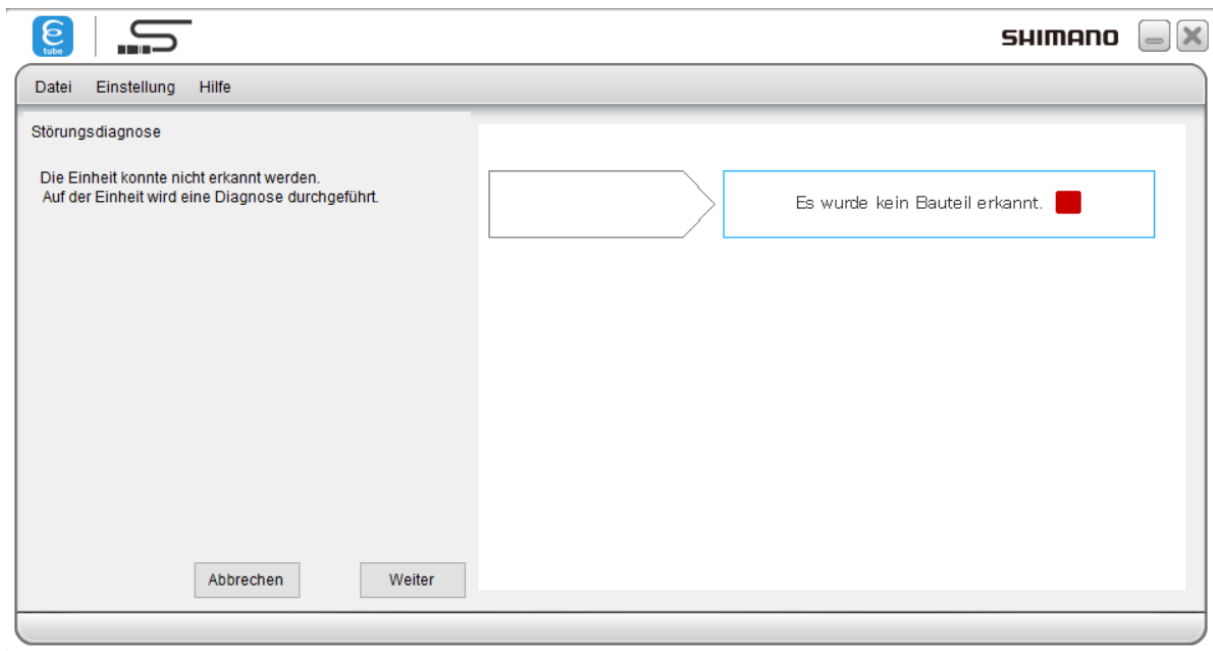 e tube
SHIMANO
Datei Einstellung Hilfe
Störungsdiagnose
Die Einheit konnte nicht erkannt werden.
Auf der Einheit wird eine Diagnose durchgeführt.
Es wurde kein Bauteil erkannt.
Abbrechen Weiter